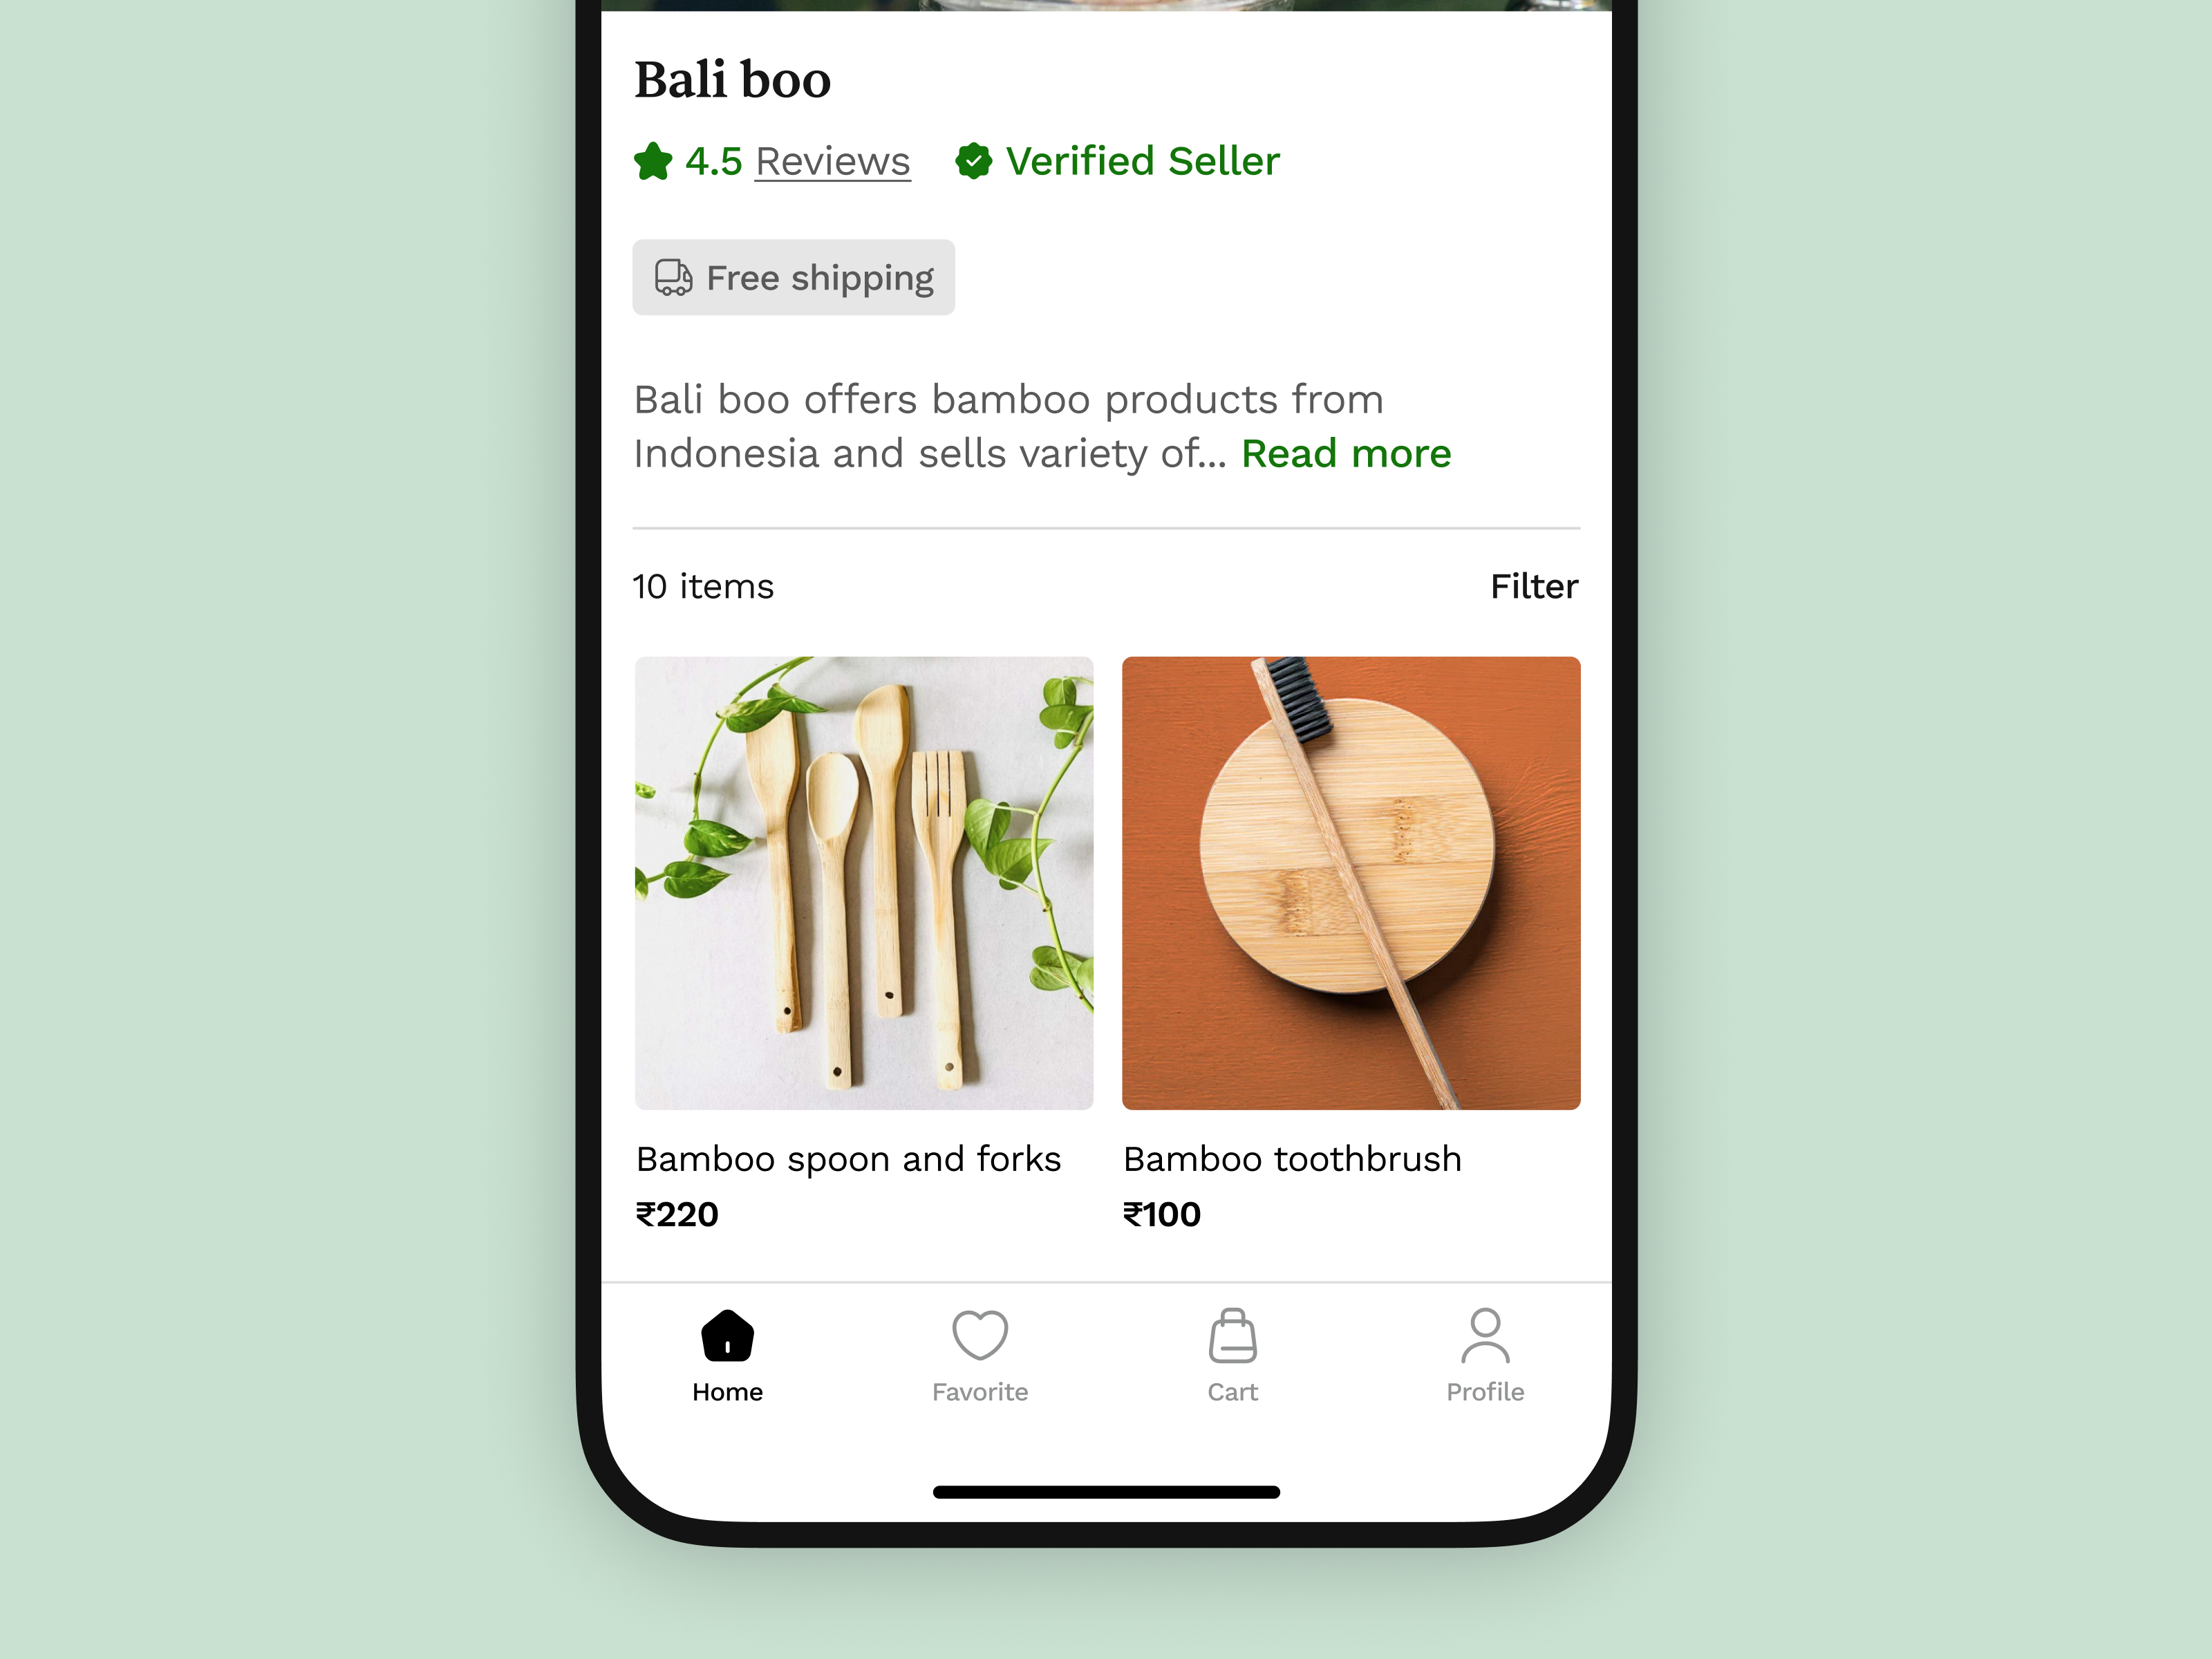 Bali boo
4.5 Reviews Verified Seller
Free shipping
Bali boo offers bamboo products from
Indonesia and sells variety of... Read more
10 items Filter
Bamboo spoon and forks Bamboo toothbrush
₹220 ₹100
Home Favorite Cart Profile